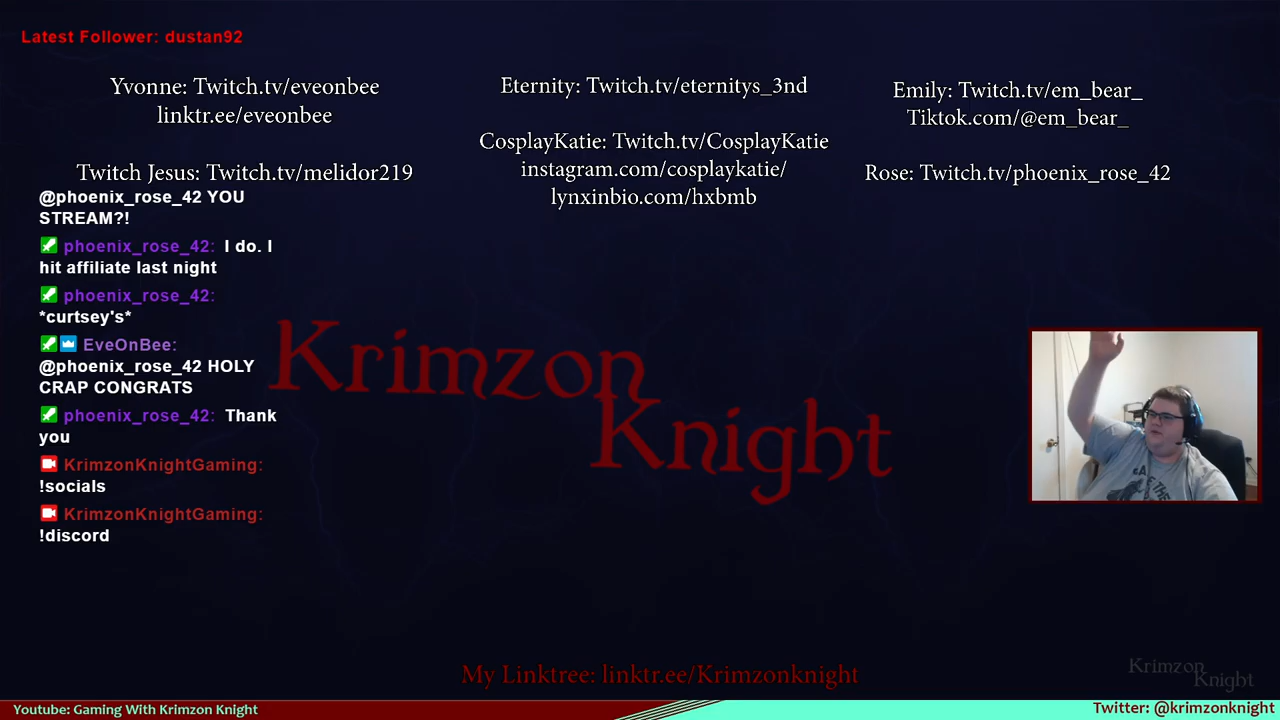 Latest Follower: dustan92
Yvonne: Twitch.tv/eveonbee
linktr.ee/eveonbee
Twitch Jesus: Twitch.tv/melidor219
Eternity: Twitch.tv/eternitys_3nd
CosplayKatie: Twitch.tv/CosplayKatie
instagram.com/cosplaykatie/
lynxinbio.com/hxbmb
Emily: Twitch.tv/em_bear_
Tiktok.com/@em_bear_
Rose: Twitch.tv/phoenix_rose_42
@phoenix_rose_42 YOU
STREAM?!
phoenix_rose_42: I do. I
hit affiliate last night
phoenix_rose_42:
*curtsey's*
EveOnBee:
@phoenix_rose_42 HOLY
CRAP CONGRATS
phoenix_rose_42: Thank
you
KrimzonKnightGaming:
!socials
KrimzonKnightGaming:
!discord
Krimzon
Knight
My Linktree: linktr.ee/Krimzonknight
Krimzon
Knight
Youtube: Gaming With Krimzon Knight
Twitter: @krimzonknight